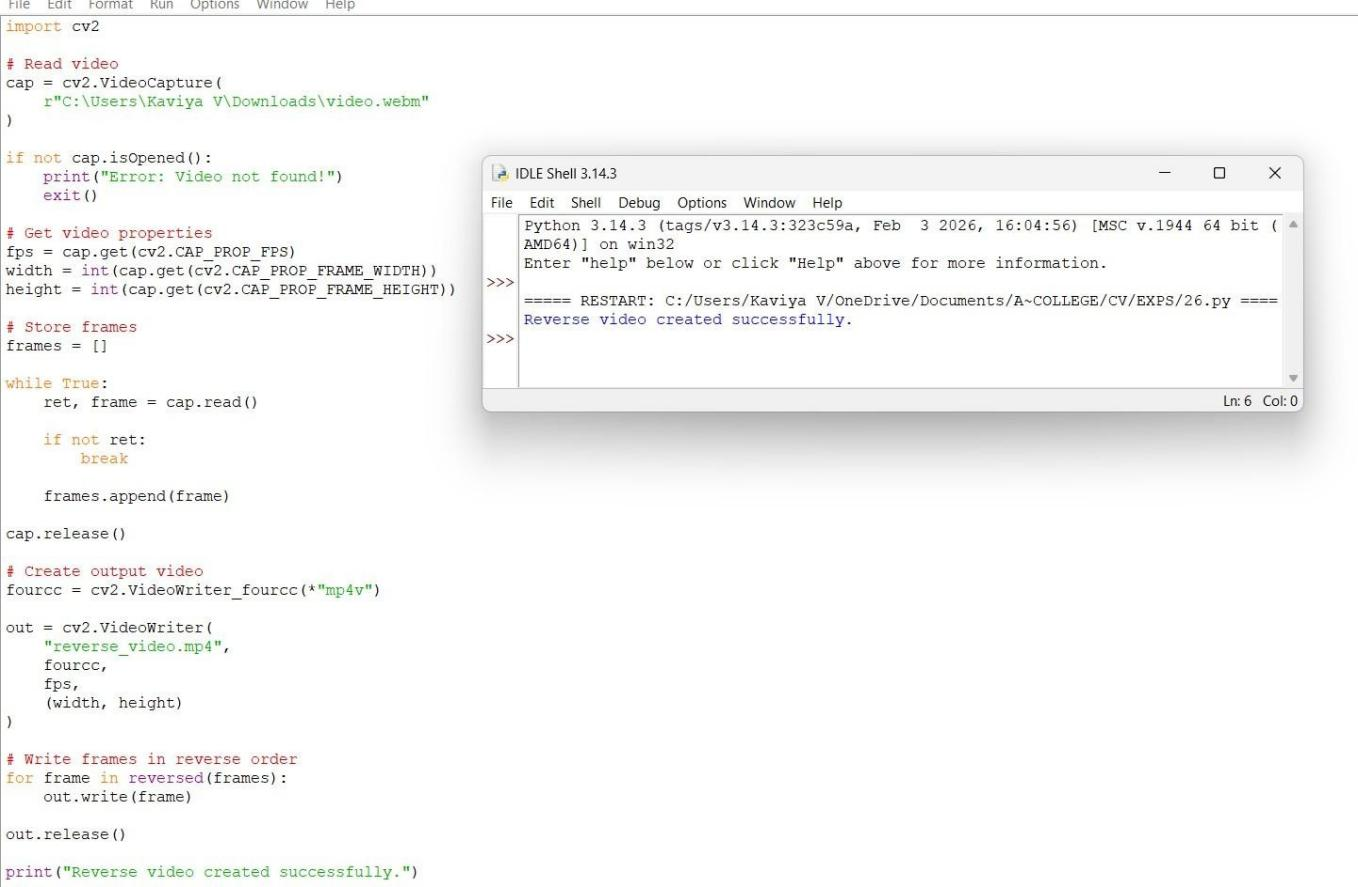 File Edit Format Run Options Window Help
import cv2
# Read video
cap = cv2.VideoCapture(
    r"C:\Users\Kaviya V\Downloads\video.webm"
)
if not cap.isOpened():
    print("Error: Video not found!")
    exit()
# Get video properties
fps = cap.get(cv2.CAP_PROP_FPS)
width = int(cap.get(cv2.CAP_PROP_FRAME_WIDTH))
height = int(cap.get(cv2.CAP_PROP_FRAME_HEIGHT))
# Store frames
frames = []
while True:
    ret, frame = cap.read()
    if not ret:
        break
    frames.append(frame)
cap.release()
# Create output video
fourcc = cv2.VideoWriter_fourcc(*"mp4v")
out = cv2.VideoWriter(
    "reverse_video.mp4",
    fourcc,
    fps,
    (width, height)
)
# Write frames in reverse order
for frame in reversed(frames):
    out.write(frame)
out.release()
print("Reverse video created successfully.")
IDLE Shell 3.14.3
File Edit Shell Debug Options Window Help
Python 3.14.3 (tags/v3.14.3:323c59a, Feb  3 2026, 16:04:56) [MSC v.1944 64 bit (
AMD64)] on win32
Enter "help" below or click "Help" above for more information.
>>>
===== RESTART: C:/Users/Kaviya V/OneDrive/Documents/A~COLLEGE/CV/EXPS/26.py ====
Reverse video created successfully.
>>>
Ln: 6 Col: 0